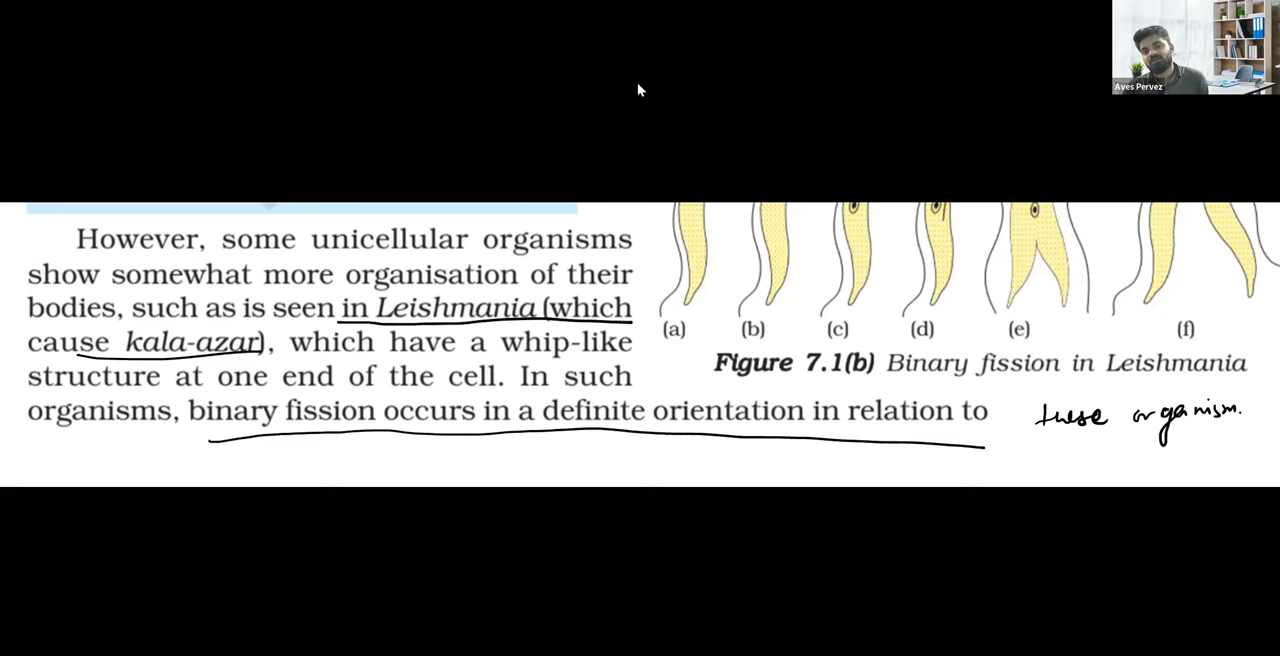 Aves Pervez
However, some unicellular organisms
show somewhat more organisation of their
bodies, such as is seen in Leishmania (which
cause kala-azar), which have a whip-like
structure at one end of the cell. In such
organisms, binary fission occurs in a definite orientation in relation to these organism.
(a) (b) (c) (d) (e) (f)
Figure 7.1(b) Binary fission in Leishmania